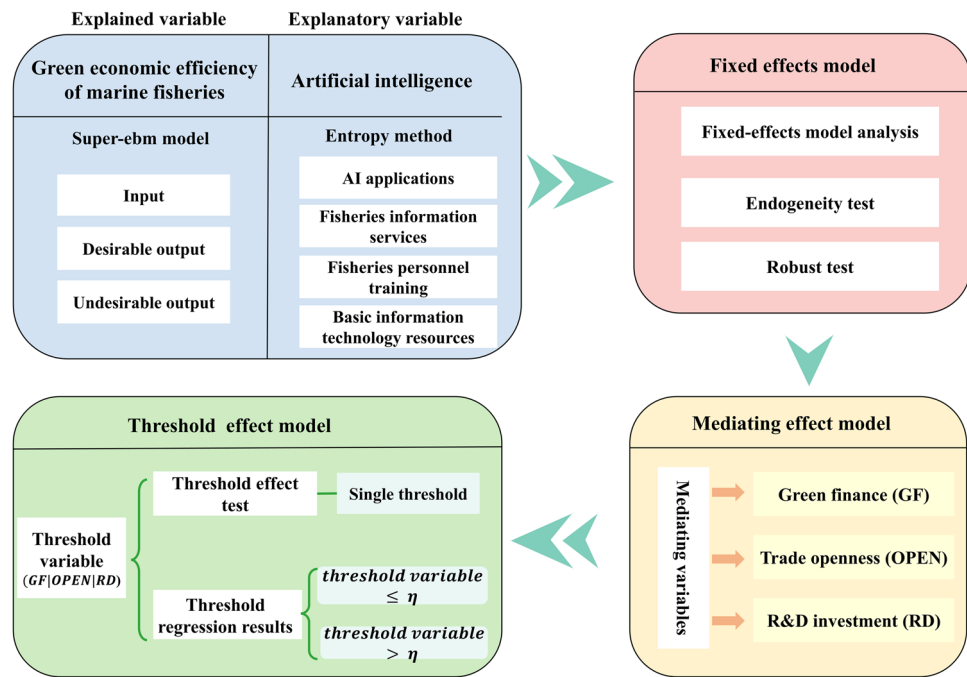 Explained variable
Explanatory variable
Green economic efficiency
of marine fisheries
Artificial intelligence
Super-ebm model
Entropy method
Input
Desirable output
Undesirable output
AI applications
Fisheries information
services
Fisheries personnel
training
Basic information
technology resources
Fixed effects model
Fixed-effects model analysis
Endogeneity test
Robust test
Mediating effect model
Mediating variables
Green finance (GF)
Trade openness (OPEN)
R&D investment (RD)
Threshold effect model
Threshold
variable
(GF|OPEN|RD)
Threshold effect
test
Single threshold
Threshold
regression results
threshold variable
≤ η
threshold variable
> η